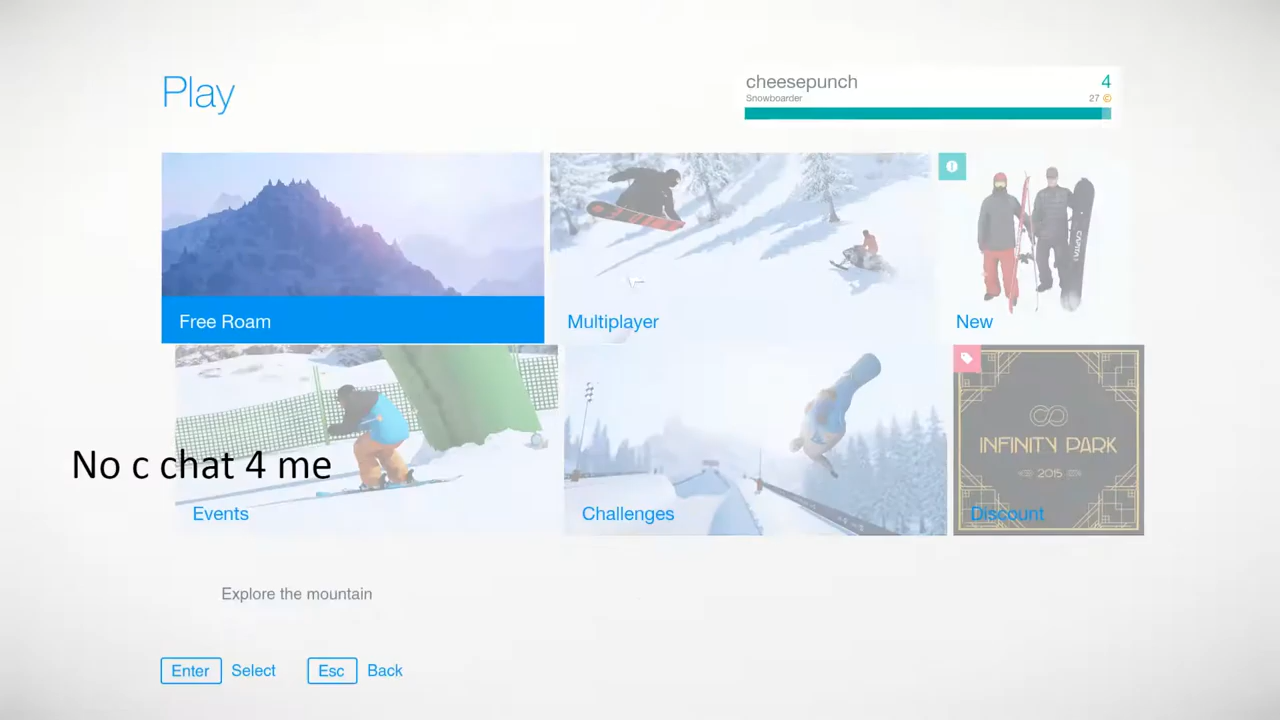 Play
cheesepunch
4
Snowboarder
27
Free Roam
Multiplayer
New
CAPITA
INFINITY PARK
2015
No c chat 4 me
Events
Challenges
Discount
Explore the mountain
Enter Select Esc Back